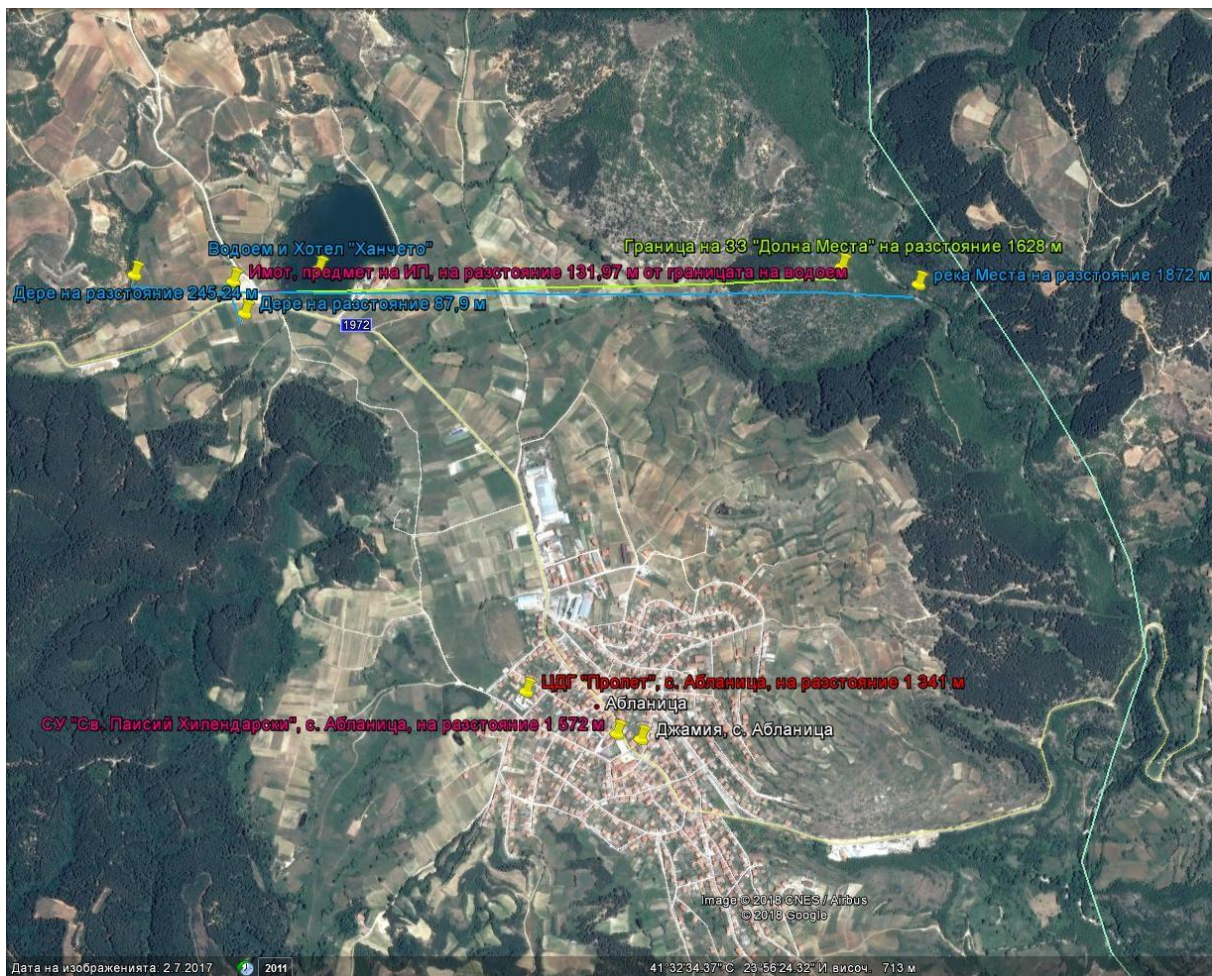 Водоем и Хотел "Ханчето"
Граница на ЗЗ "Долна Места" на разстояние 1628 м
Имот, предмет на ИП, на разстояние 131,97 м от границата на водоем
река Места на разстояние 1872 м
Дере на разстояние 245,24 м
Дере на разстояние 87,9 м
1972
ЦДГ "Пролет", с. Абланица, на разстояние 1 341 м
Абланица
СУ "Св. Паисий Хилендарски", с. Абланица, на разстояние 1 572 м
Джамия, с. Абланица
Image © 2018 CNES / Airbus
© 2018 Google
Дата на изображенията: 2.7.2017
2011
41°32'34.37" С 23°56'24.32" И височ. 713 м